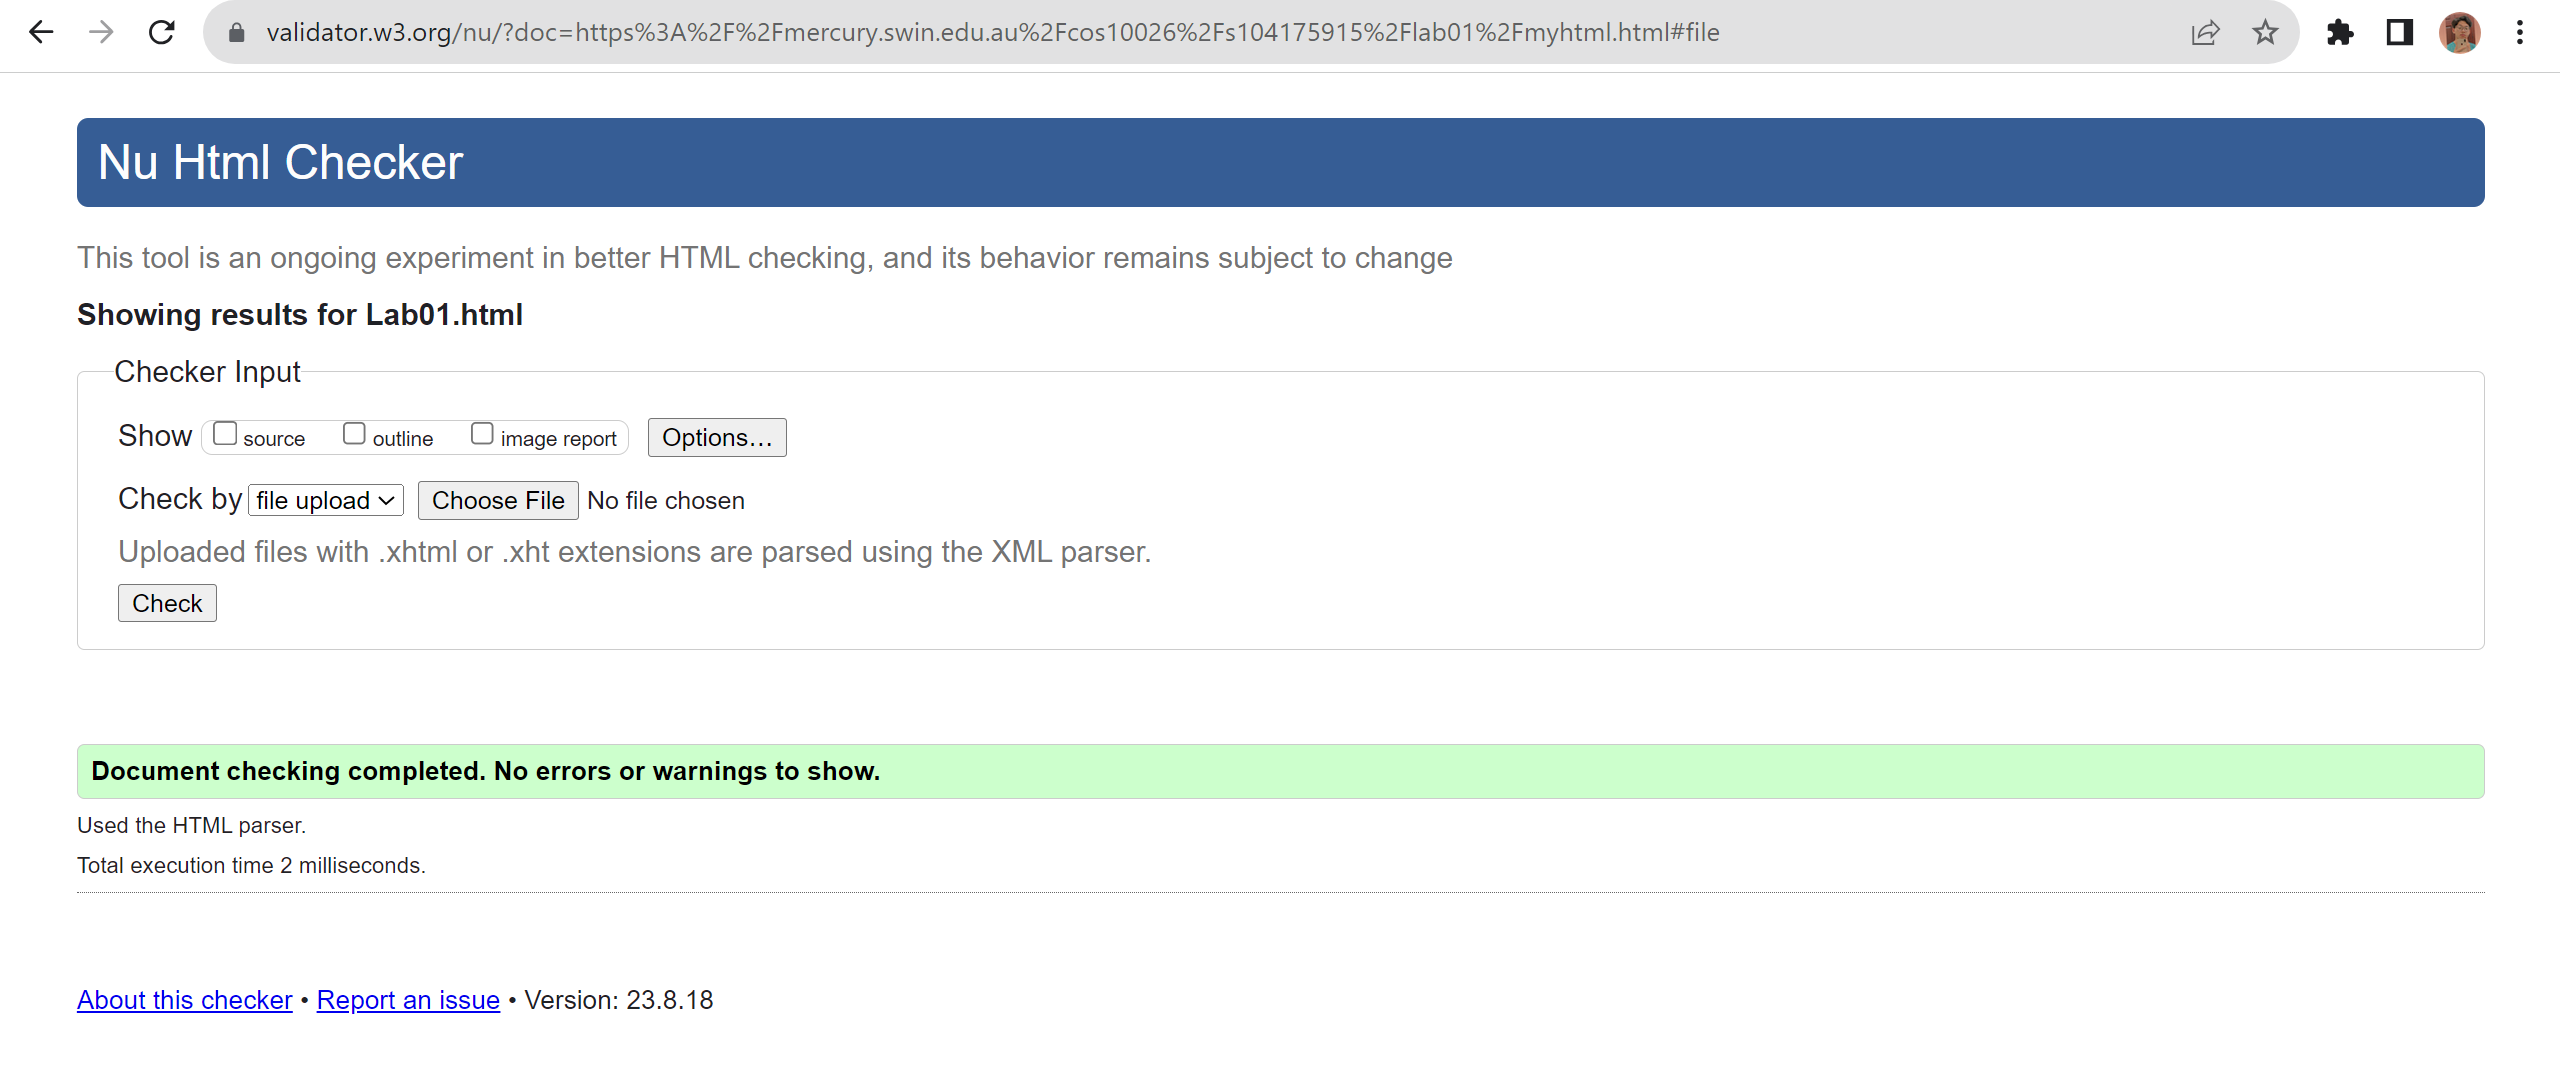 validator.w3.org/nu/?doc=https%3A%2F%2Fmercury.swin.edu.au%2Fcos10026%2Fs104175915%2Flab01%2Fmyhtml.html#file
Nu Html Checker
This tool is an ongoing experiment in better HTML checking, and its behavior remains subject to change
Showing results for Lab01.html
Checker Input
Show source outline image report Options...
Check by file upload Choose File No file chosen
Uploaded files with .xhtml or .xht extensions are parsed using the XML parser.
Check
Document checking completed. No errors or warnings to show.
Used the HTML parser.
Total execution time 2 milliseconds.
About this checker • Report an issue • Version: 23.8.18